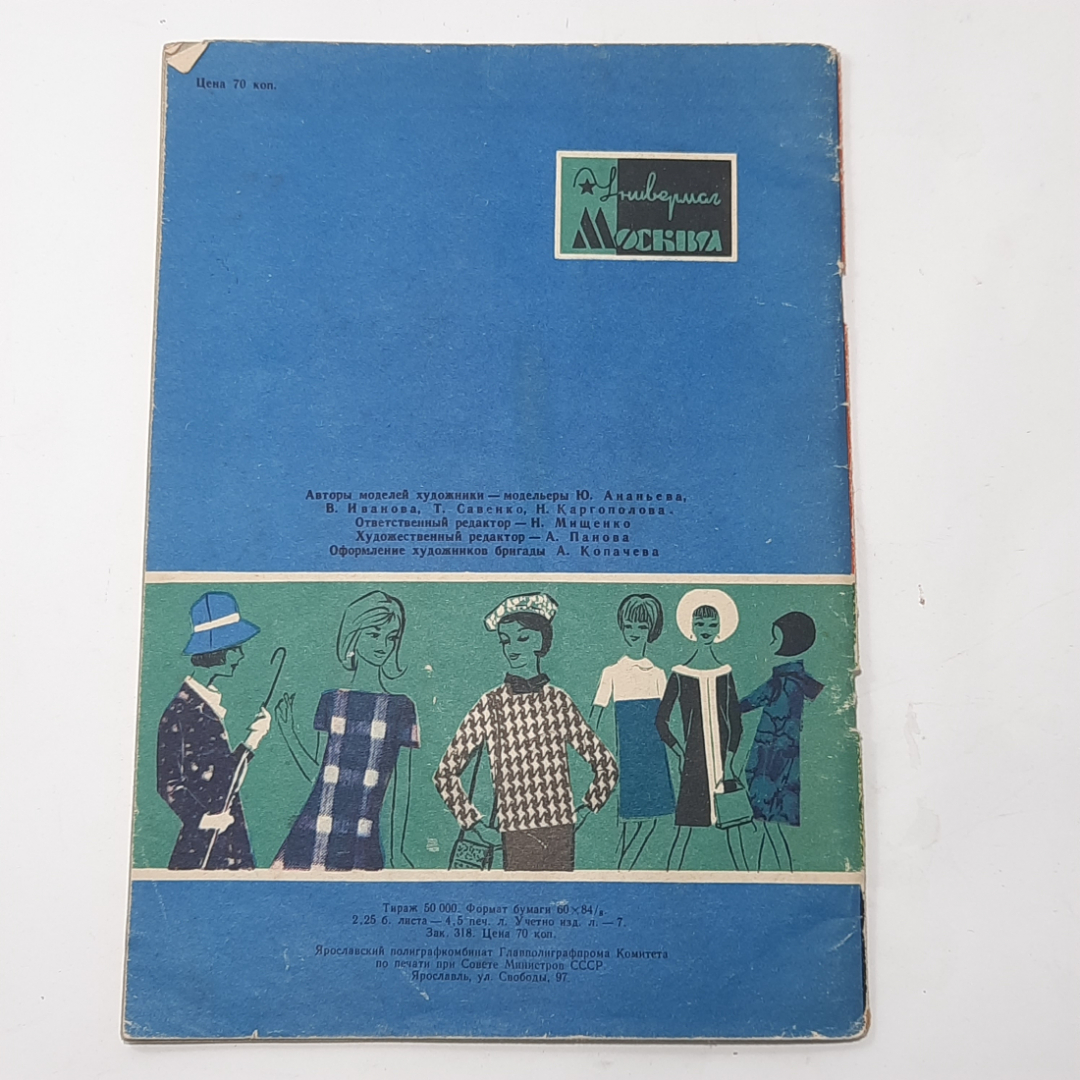 Цена 70 коп.
Универмаг
МОСКВА
Авторы моделей художники — модельеры Ю. Ананьева,
В. Иванова, Т. Савенко, Н. Каргополова.
Ответственный редактор — Н. Мищенко
Художественный редактор — А. Панова
Оформление художников бригады А. Копачева
Тираж 50 000. Формат бумаги 60×84/8.
2,25 б. листа — 4,5 печ. л. Учетно изд. л. — 7.
Зак. 318. Цена 70 коп.
Ярославский полиграфкомбинат Главполиграфпрома Комитета
по печати при Совете Министров СССР
Ярославль, ул. Свободы, 97.